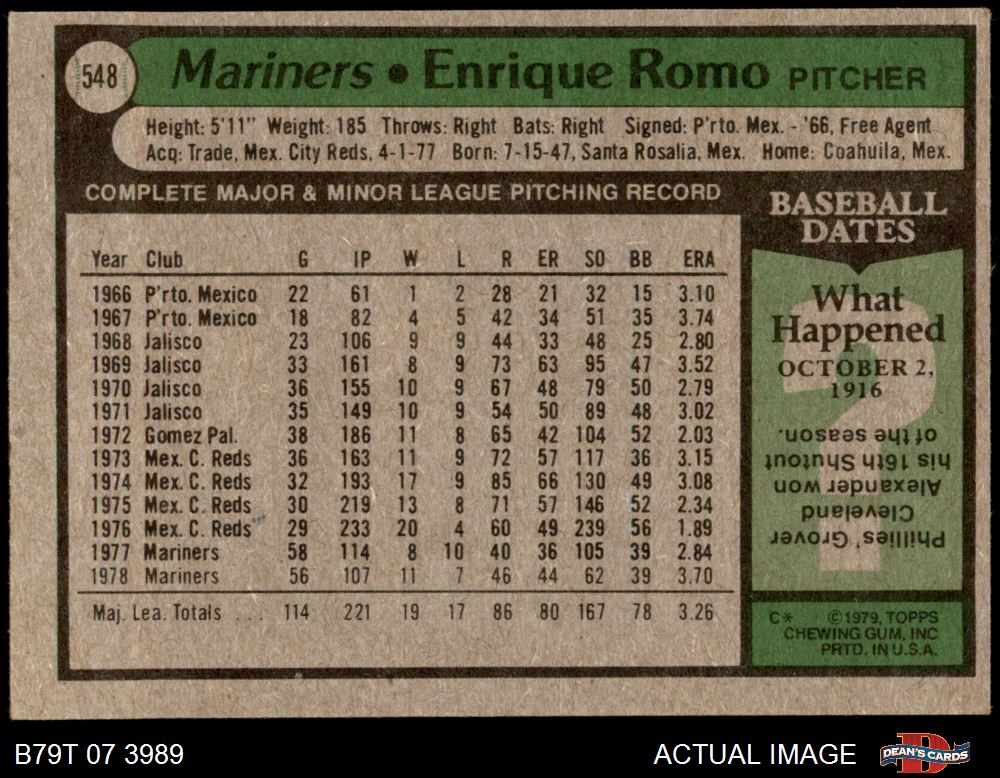 548
Mariners • Enrique Romo PITCHER
Height: 5'11" Weight: 185 Throws: Right Bats: Right Signed: P'rto. Mex. - '66, Free Agent
Acq: Trade, Mex. City Reds, 4-1-77 Born: 7-15-47, Santa Rosalia, Mex. Home: Coahuila, Mex.
COMPLETE MAJOR & MINOR LEAGUE PITCHING RECORD
Year Club G IP W L R ER SO BB ERA
1966 P'rto. Mexico 22 61 1 2 28 21 32 15 3.10
1967 P'rto. Mexico 18 82 4 5 42 34 51 35 3.74
1968 Jalisco 23 106 9 9 44 33 48 25 2.80
1969 Jalisco 33 161 8 9 73 63 95 47 3.52
1970 Jalisco 36 155 10 9 67 48 79 50 2.79
1971 Jalisco 35 149 10 9 54 50 89 48 3.02
1972 Gomez Pal. 38 186 11 8 65 42 104 52 2.03
1973 Mex. C. Reds 36 163 11 9 72 57 117 36 3.15
1974 Mex. C. Reds 32 193 17 9 85 66 130 49 3.08
1975 Mex. C. Reds 30 219 13 8 71 57 146 52 2.34
1976 Mex. C. Reds 29 233 20 4 60 49 239 56 1.89
1977 Mariners 58 114 8 10 40 36 105 39 2.84
1978 Mariners 56 107 11 7 46 44 62 39 3.70
Maj. Lea. Totals . . . 114 221 19 17 86 80 167 78 3.26
BASEBALL
DATES
What
Happened
OCTOBER 2,
1916
Phillies' Grover
Cleveland
Alexander won
his 16th Shutout
of the season.
C* ©1979, TOPPS
CHEWING GUM, INC
PRTD. IN U.S.A.
B79T 07 3989
ACTUAL IMAGE
DEAN'S CARDS